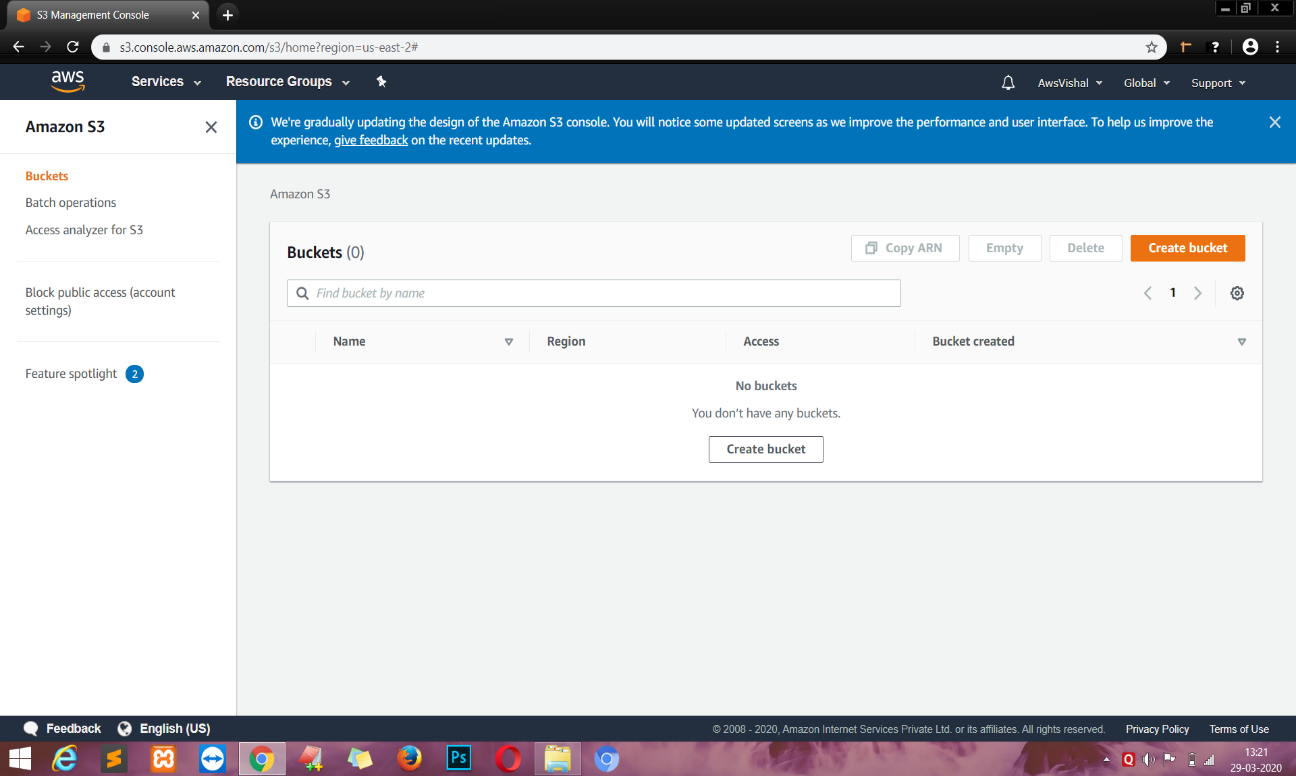 S3 Management Console
s3.console.aws.amazon.com/s3/home?region=us-east-2#
aws Services Resource Groups AwsVishal Global Support
Amazon S3
Buckets
Batch operations
Access analyzer for S3
Block public access (account
settings)
Feature spotlight 2
We're gradually updating the design of the Amazon S3 console. You will notice some updated screens as we improve the performance and user interface. To help us improve the
experience, give feedback on the recent updates.
Amazon S3
Buckets (0) Copy ARN Empty Delete Create bucket
Find bucket by name 1
Name Region Access Bucket created
No buckets
You don't have any buckets.
Create bucket
Feedback English (US) © 2008 - 2020, Amazon Internet Services Private Ltd. or its affiliates. All rights reserved. Privacy Policy Terms of Use
Ps Q 13:21
29-03-2020